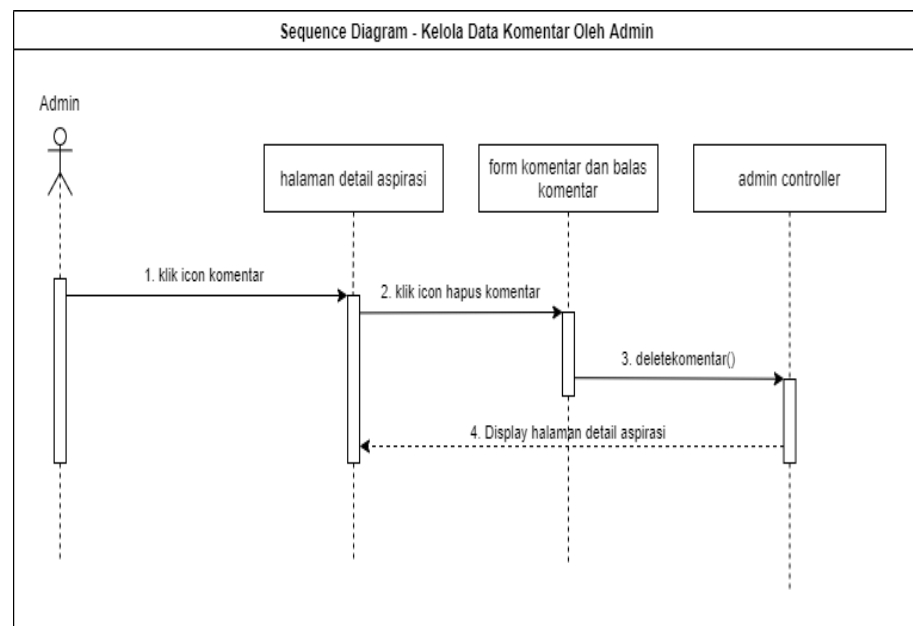 Sequence Diagram - Kelola Data Komentar Oleh Admin
Admin
halaman detail aspirasi
form komentar dan balas
komentar
admin controller
1. klik icon komentar
2. klik icon hapus komentar
3. deletekomentar()
4. Display halaman detail aspirasi